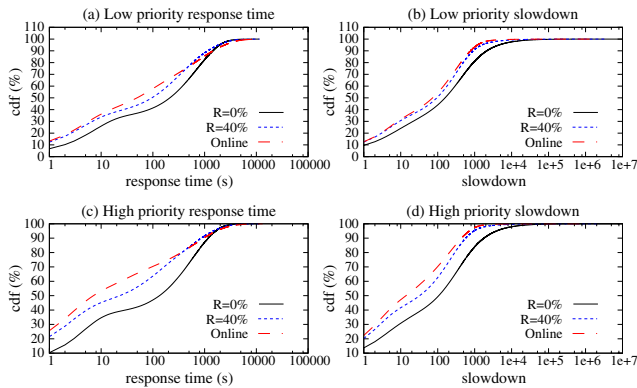 (a) Low priority response time
100
90
80
70
60
50
40
30
20
10
0
cdf (%)
R=0%
R=40%
Online
1 10 100 1000 10000 100000
response time (s)
(b) Low priority slowdown
100
90
80
70
60
50
40
30
20
10
0
cdf (%)
R=0%
R=40%
Online
1 10 100 1000 1e+4 1e+5 1e+6 1e+7
slowdown
(c) High priority response time
100
90
80
70
60
50
40
30
20
10
cdf (%)
R=0%
R=40%
Online
1 10 100 1000 10000 100000
response time (s)
(d) High priority slowdown
100
90
80
70
60
50
40
30
20
10
0
cdf (%)
R=0%
R=40%
Online
1 10 100 1000 1e+4 1e+5 1e+6 1e+7
slowdown